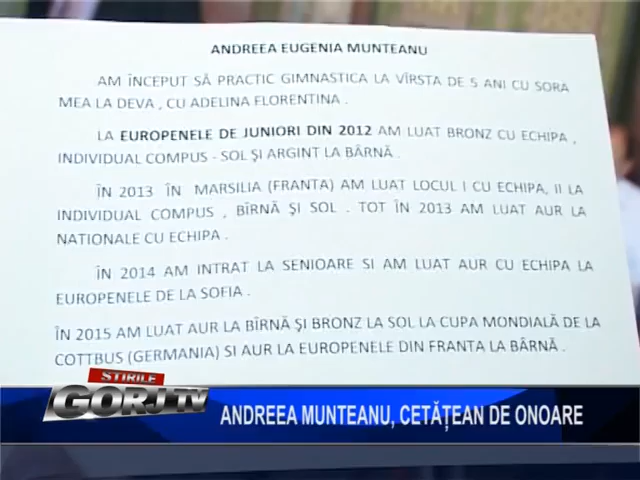 ANDREEA EUGENIA MUNTEANU
AM ÎNCEPUT SĂ PRACTIC GIMNASTICA LA VÎRSTA DE 5 ANI CU SORA
MEA LA DEVA , CU ADELINA FLORENTINA .
LA EUROPENELE DE JUNIORI DIN 2012 AM LUAT BRONZ CU ECHIPA ,
INDIVIDUAL COMPUS - SOL ŞI ARGINT LA BÂRNĂ .
ÎN 2013 ÎN MARSILIA (FRANTA) AM LUAT LOCUL I CU ECHIPA, II LA
INDIVIDUAL COMPUS , BÎRNĂ ŞI SOL . TOT ÎN 2013 AM LUAT AUR LA
NATIONALE CU ECHIPA .
ÎN 2014 AM INTRAT LA SENIOARE SI AM LUAT AUR CU ECHIPA LA
EUROPENELE DE LA SOFIA .
ÎN 2015 AM LUAT AUR LA BÎRNĂ ŞI BRONZ LA SOL LA CUPA MONDIALĂ DE LA
COTTBUS (GERMANIA) SI AUR LA EUROPENELE DIN FRANTA LA BÂRNĂ .
STIRILE
GORJ TV
ANDREEA MUNTEANU, CETĂȚEAN DE ONOARE